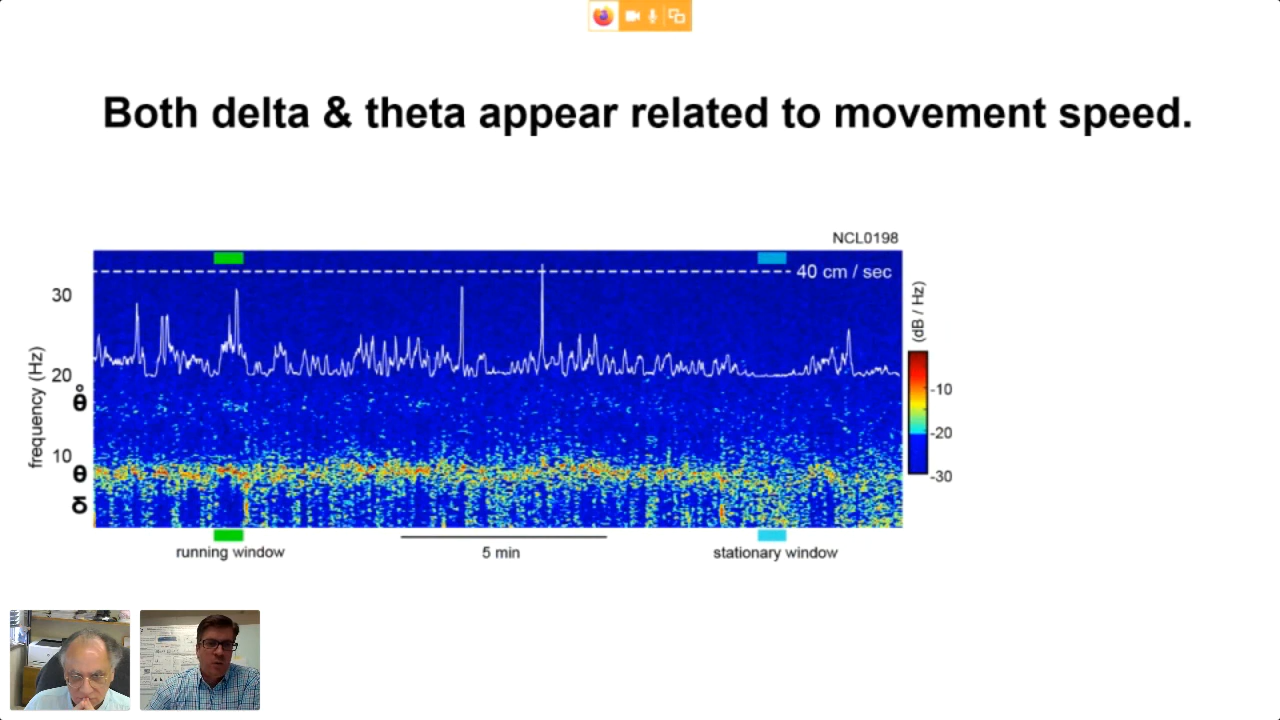 Both delta & theta appear related to movement speed.
NCL0198
40 cm / sec
(dB / Hz)
frequency (Hz)
30
20
θ°
10
θ
δ
-10
-20
-30
running window
5 min
stationary window